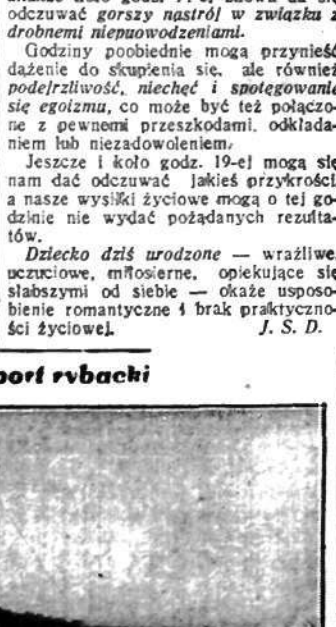 odczuwać gorszy nastrój w związku z
drobnemi niepuowodzeniami.
Godziny poobiednie mogą przynieść
dążenie do skupienia się, ale również
podejrzliwość, niechęć i spotęgowanie
się egoizmu, co może być też połączo-
ne z pewnemi przeszkodami, odkłada-
niem lub niezadowoleniem.
Jeszcze i koło godz. 19-ej mogą się
nam dać odczuwać jakieś przykrości
a nasze wysiłki życiowe mogą o tej go-
dzinie nie wydać pożądanych rezulta-
tów.
Dziecko dziś urodzone — wrażliwe,
uczuciowe, miłosierne, opiekujące się
słabszymi od siebie — okaże usposo-
bienie romantyczne i brak praktyczno-
ści życiowej. J. S. D.
port rybacki